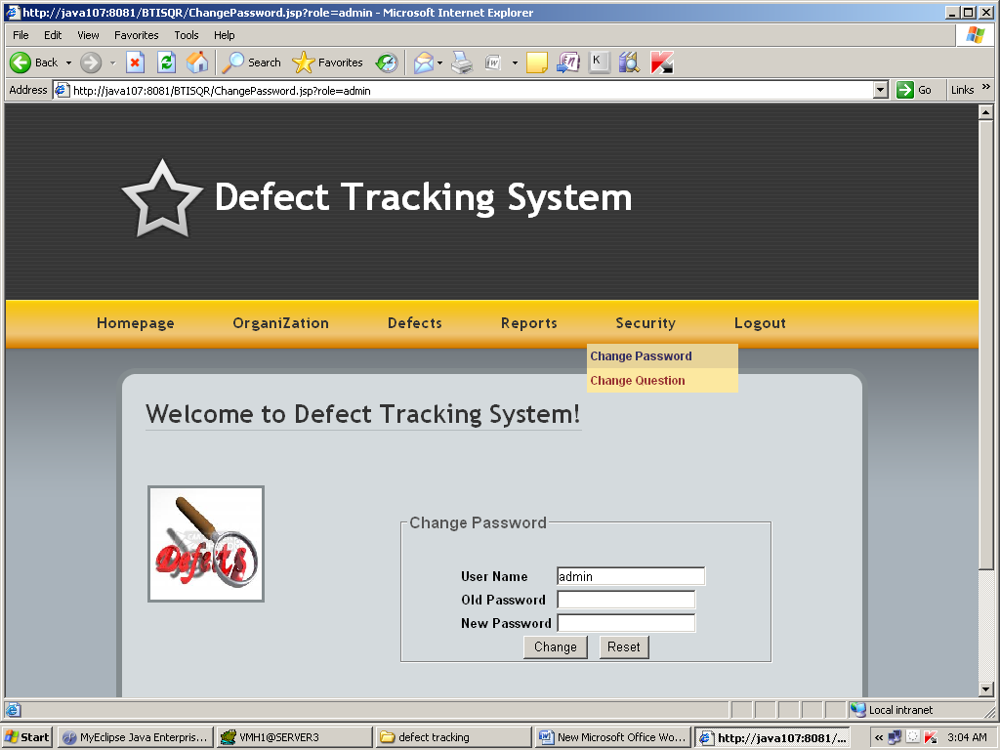 http://java107:8081/BTISQR/ChangePassword.jsp?role=admin - Microsoft Internet Explorer
File Edit View Favorites Tools Help
Back Search Favorites
Address http://java107:8081/BTISQR/ChangePassword.jsp?role=admin Go Links »
Defect Tracking System
Homepage OrganiZation Defects Reports Security Logout
Change Password
Change Question
Welcome to Defect Tracking System!
Defects
Change Password
User Name admin
Old Password
New Password
Change Reset
Local intranet
Start MyEclipse Java Enterpris... VMH1@SERVER3 defect tracking New Microsoft Office Wo... http://java107:8081/... « 3:04 AM